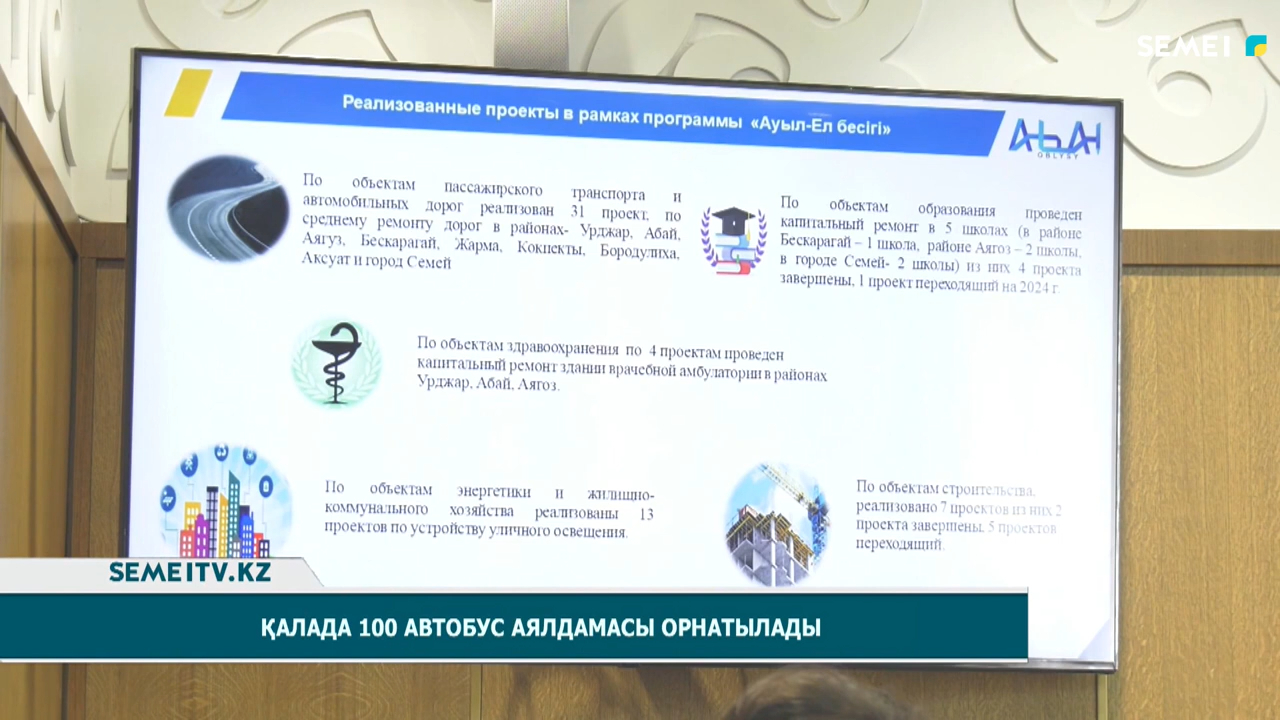 SEMEI
Реализованные проекты в рамках программы «Ауыл-Ел бесігі»
АБАЙ
OBLYSY
По объектам пассажирского транспорта и
автомобильных дорог реализован 31 проект, по
среднему ремонту дорог в районах- Урджар, Абай,
Аягуз, Бескарагай, Жарма, Кокпекты, Бородулиха,
Аксуат и город Семей
По объектам образования проведен
капитальный ремонт в 5 школах (в районе
Бескарагай – 1 школа, районе Аягоз – 2 школы,
в городе Семей- 2 школы) из них 4 проекта
завершены, 1 проект переходящий на 2024 г.
По объектам здравоохранения по 4 проектам проведен
капитальный ремонт здании врачебной амбулатории в районах
Урджар, Абай, Аягоз.
По объектам энергетики и жилищно-
коммунального хозяйства реализованы 13
проектов по устройству уличного освещения.
По объектам строительства,
реализовано 7 проектов из них 2
проекта завершены, 5 проектов
переходящий.
SEMEITV.KZ
ҚАЛАДА 100 АВТОБУС АЯЛДАМАСЫ ОРНАТЫЛАДЫ